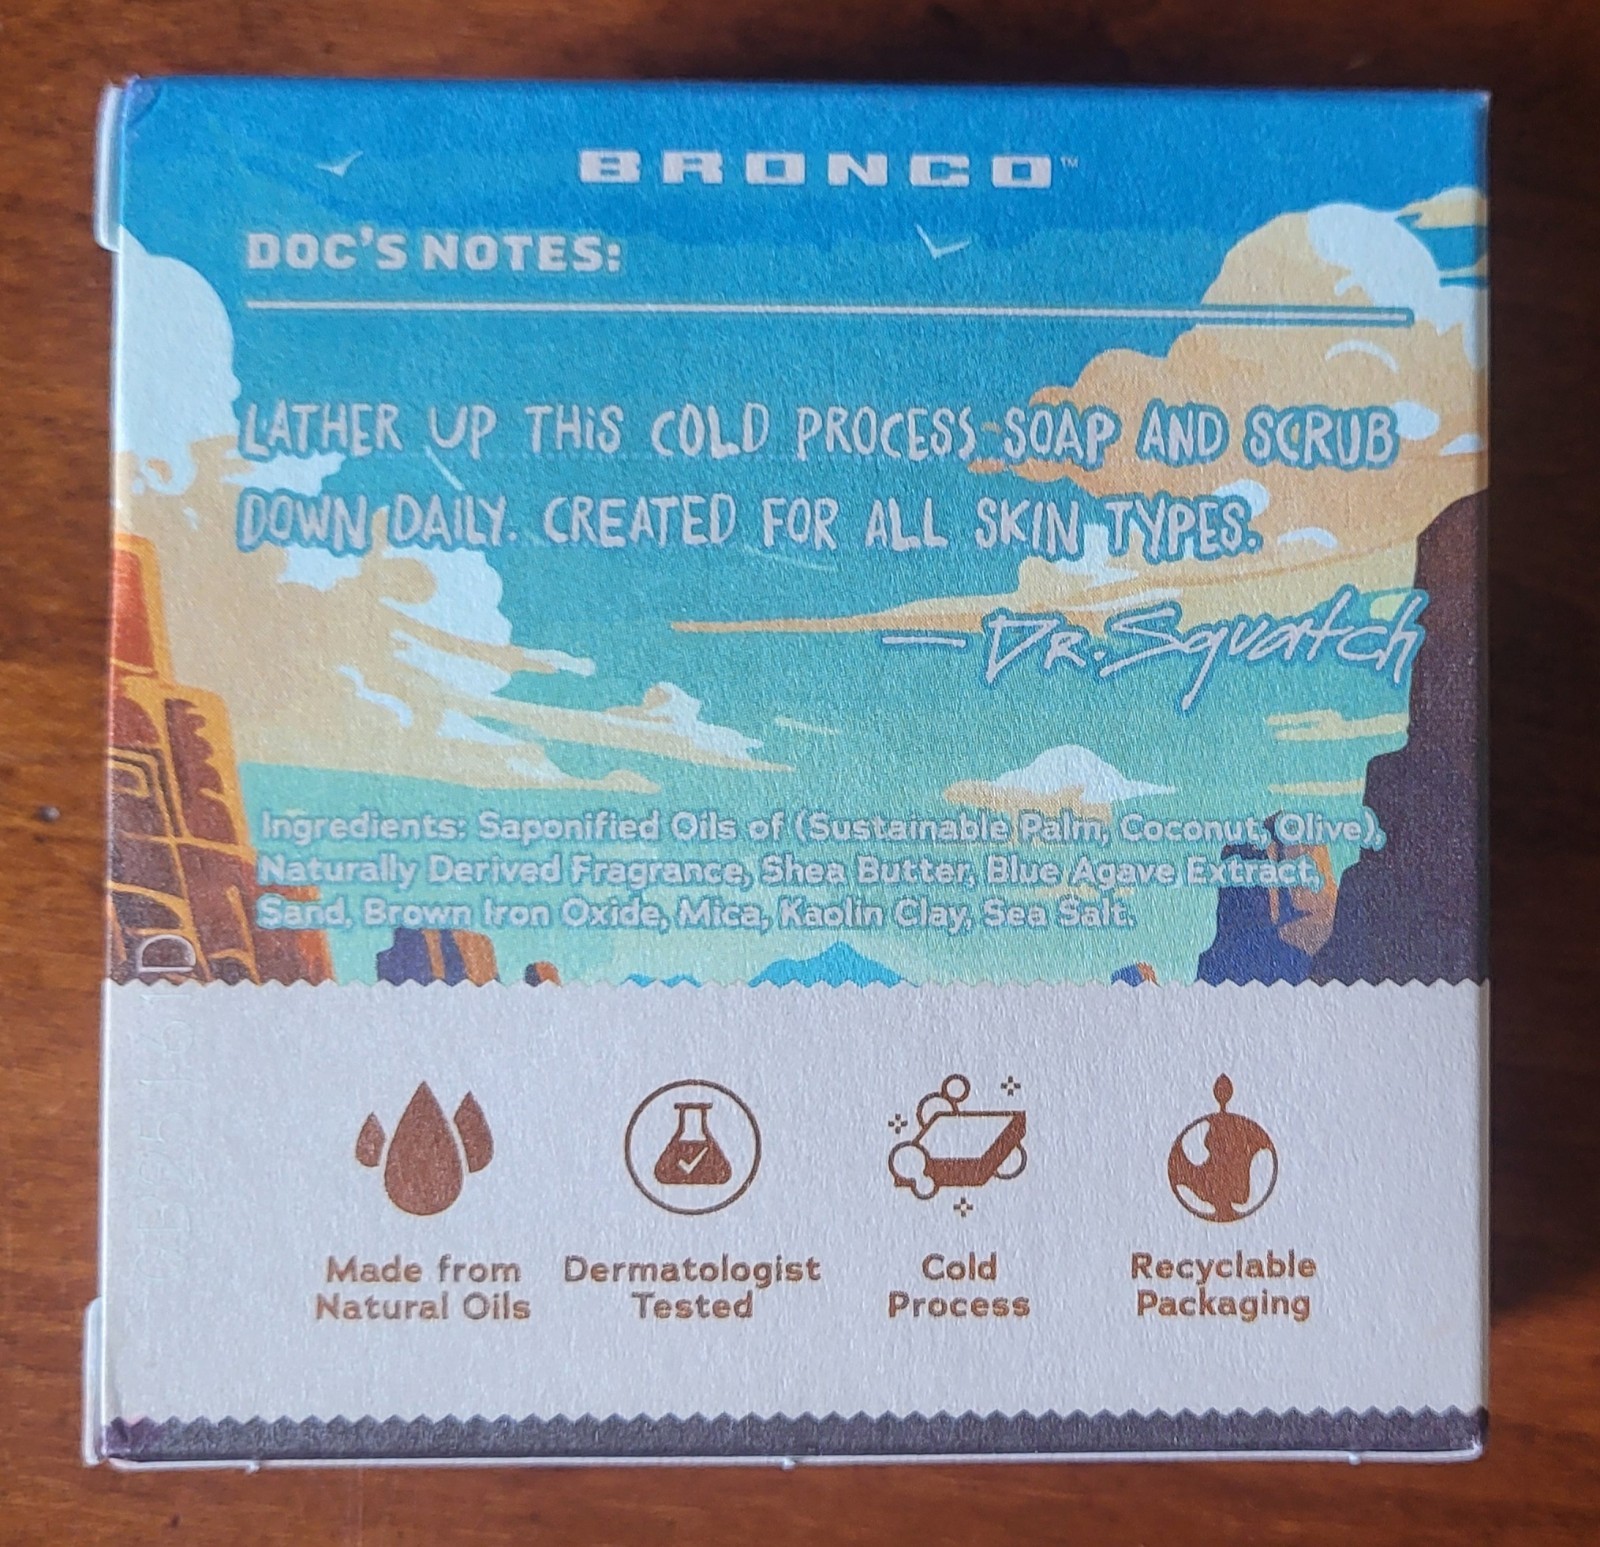 BRONCO™
DOC'S NOTES:
LATHER UP THIS COLD PROCESS SOAP AND SCRUB
DOWN DAILY. CREATED FOR ALL SKIN TYPES.
— DR. Squatch
Ingredients: Saponified Oils of (Sustainable Palm, Coconut, Olive),
Naturally Derived Fragrance, Shea Butter, Blue Agave Extract,
Sand, Brown Iron Oxide, Mica, Kaolin Clay, Sea Salt.
Made from
Natural Oils
Dermatologist
Tested
Cold
Process
Recyclable
Packaging